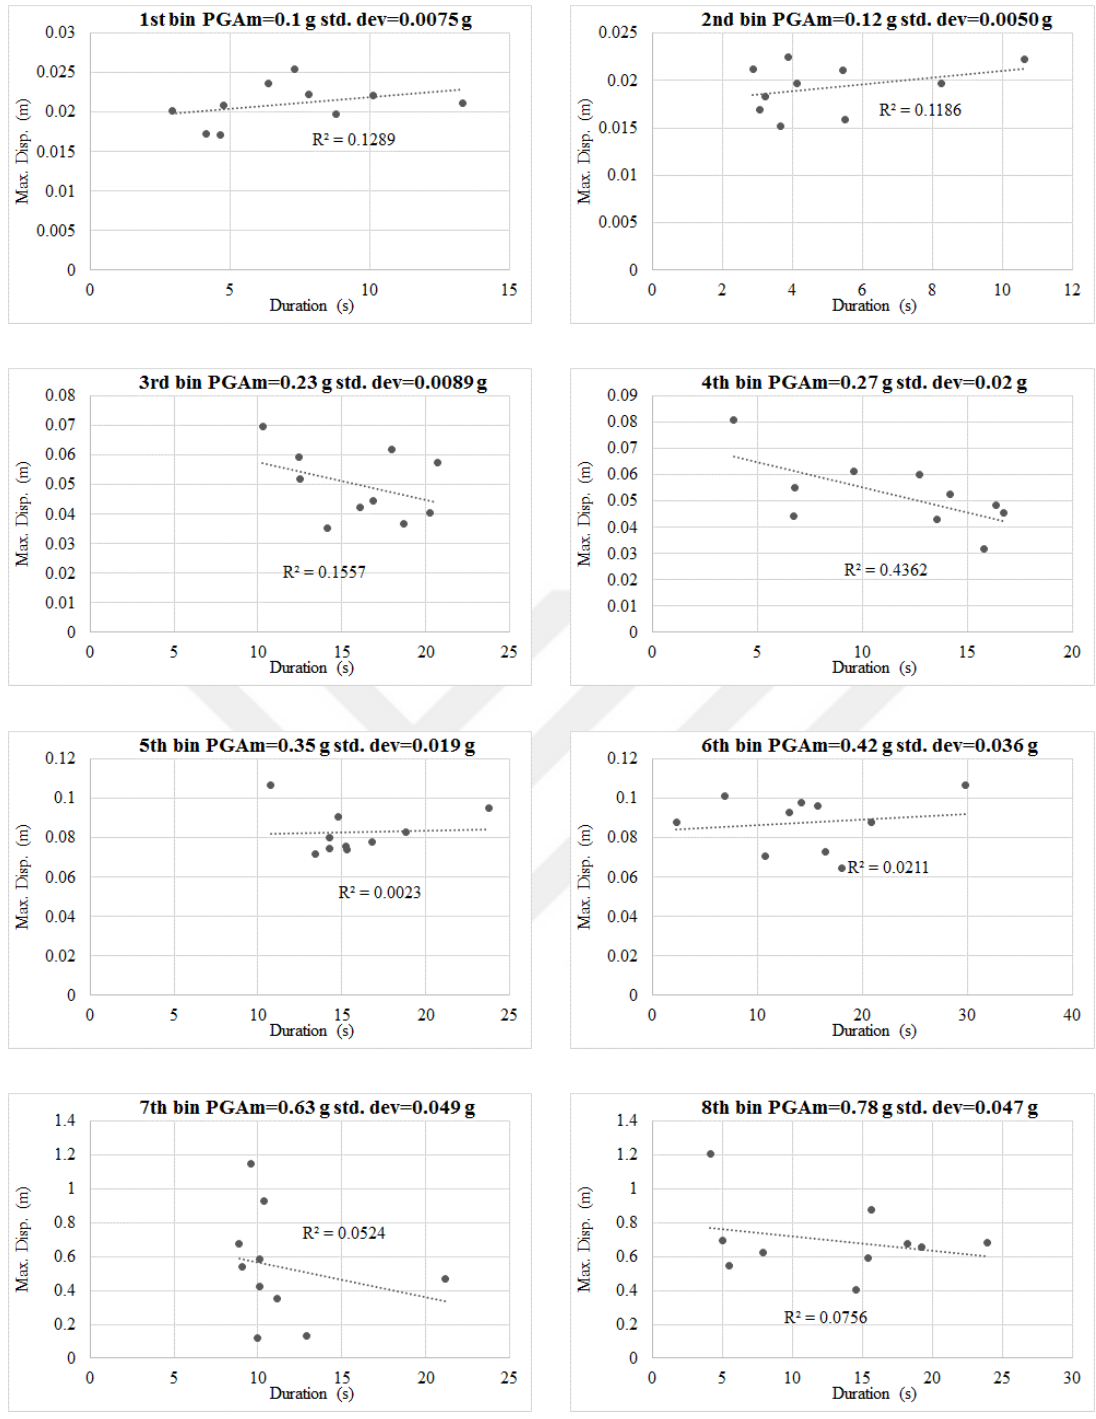 1st bin PGAm=0.1 g std. dev=0.0075 g
0.03
0.025
0.02
0.015
0.01
0.005
0
Max. Disp. (m)
R² = 0.1289
0 5 10 15
Duration (s)
2nd bin PGAm=0.12 g std. dev=0.0050 g
0.025
0.02
0.015
0.01
0.005
0
Max. Disp. (m)
R² = 0.1186
0 2 4 6 8 10 12
Duration (s)
3rd bin PGAm=0.23 g std. dev=0.0089 g
0.08
0.07
0.06
0.05
0.04
0.03
0.02
0.01
0
Max. Disp. (m)
R² = 0.1557
0 5 10 15 20 25
Duration (s)
4th bin PGAm=0.27 g std. dev=0.02 g
0.09
0.08
0.07
0.06
0.05
0.04
0.03
0.02
0.01
0
Max. Disp. (m)
R² = 0.4362
0 5 10 15 20
Duration (s)
5th bin PGAm=0.35 g std. dev=0.019 g
0.12
0.1
0.08
0.06
0.04
0.02
0
Max. Disp. (m)
R² = 0.0023
0 5 10 15 20 25
Duration (s)
6th bin PGAm=0.42 g std. dev=0.036 g
0.12
0.1
0.08
0.06
0.04
0.02
0
Max. Disp. (m)
R² = 0.0211
0 10 20 30 40
Duration (s)
7th bin PGAm=0.63 g std. dev=0.049 g
1.4
1.2
1
0.8
0.6
0.4
0.2
0
Max. Disp. (m)
R² = 0.0524
0 5 10 15 20 25
Duration (s)
8th bin PGAm=0.78 g std. dev=0.047 g
1.4
1.2
1
0.8
0.6
0.4
0.2
0
Max. Disp. (m)
R² = 0.0756
0 5 10 15 20 25 30
Duration (s)